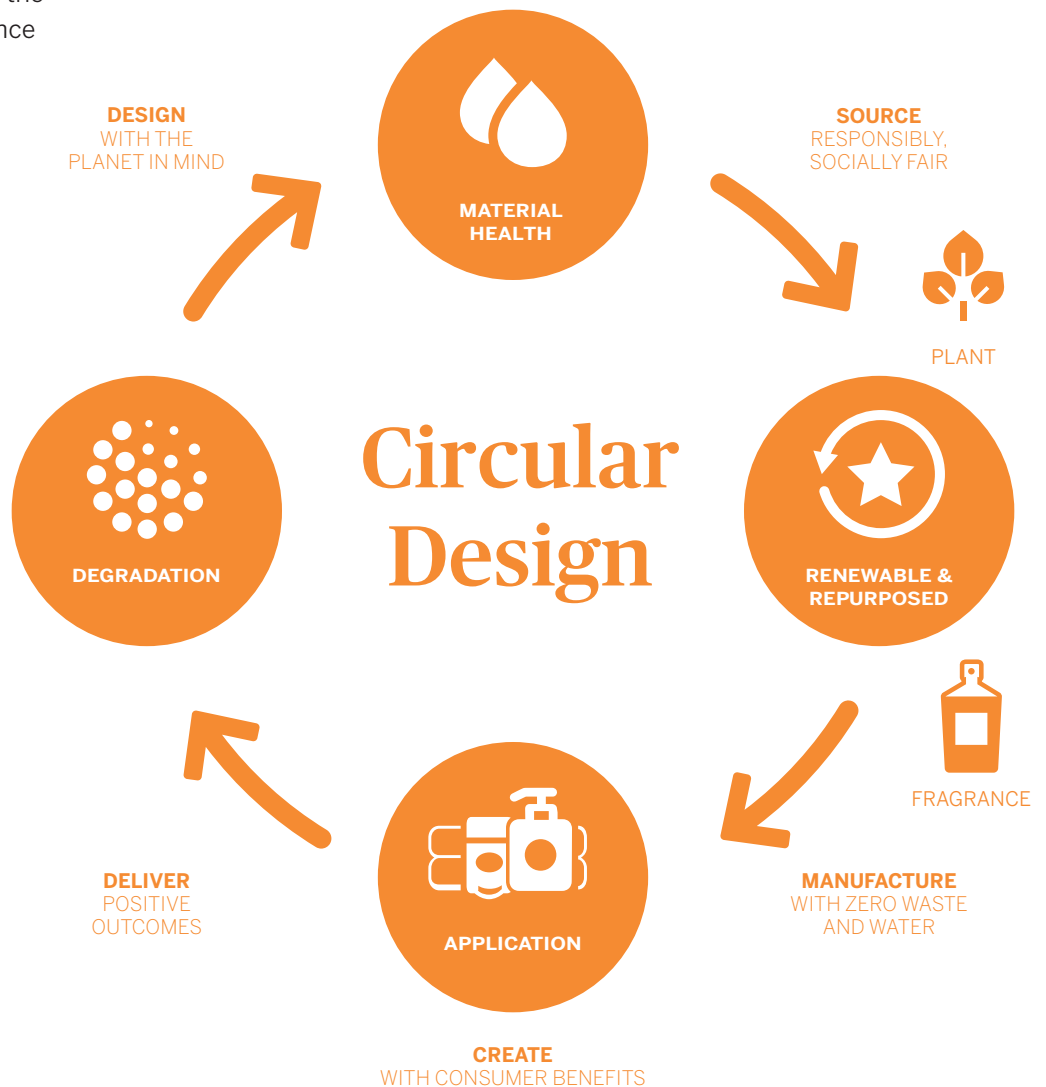 the
nce
DESIGN
WITH THE
PLANET IN MIND
SOURCE
RESPONSIBLY,
SOCIALLY FAIR
MATERIAL
HEALTH
PLANT
Circular
Design
DEGRADATION
RENEWABLE &
REPURPOSED
FRAGRANCE
DELIVER
POSITIVE
OUTCOMES
MANUFACTURE
WITH ZERO WASTE
AND WATER
APPLICATION
CREATE
WITH CONSUMER BENEFITS